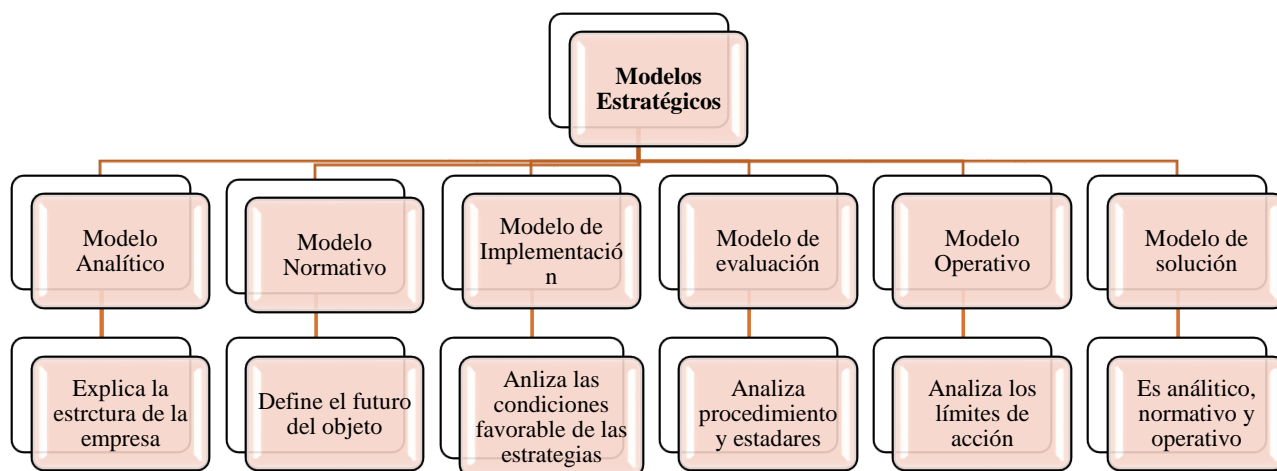 Modelos
Estratégicos
Modelo
Analítico
Modelo
Normativo
Modelo de
Implementació
n
Modelo de
evaluación
Modelo
Operativo
Modelo de
solución
Explica la
estrctura de la
empresa
Define el futuro
del objeto
Anliza las
condiciones
favorable de las
estrategias
Analiza
procedimiento
y estadares
Analiza los
límites de
acción
Es análitico,
normativo y
operativo